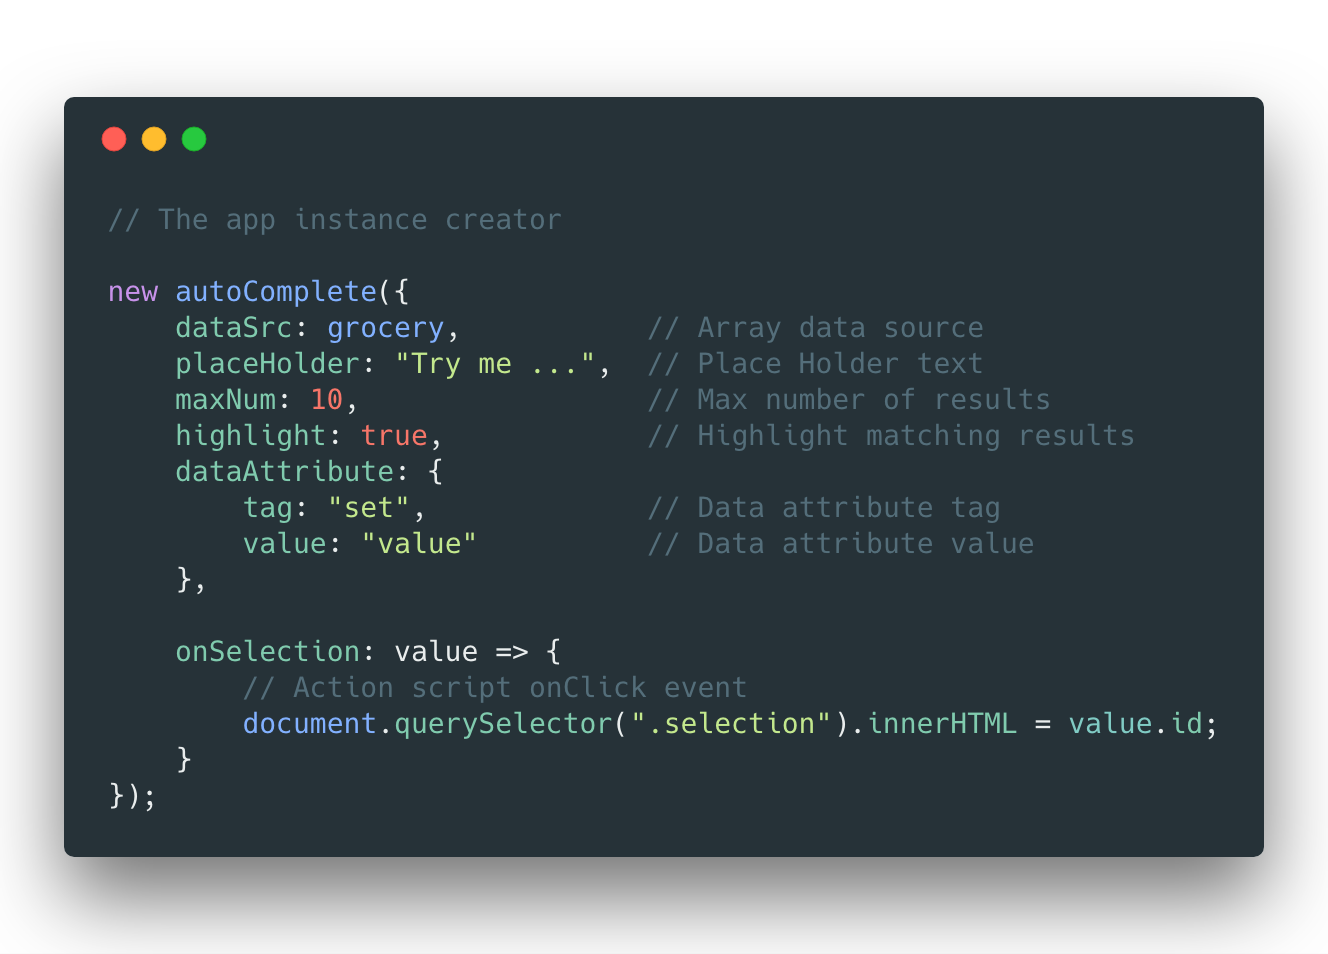 // The app instance creator
new autoComplete({
    dataSrc: grocery,           // Array data source
    placeHolder: "Try me ...",  // Place Holder text
    maxNum: 10,                 // Max number of results
    highlight: true,            // Highlight matching results
    dataAttribute: {
        tag: "set",             // Data attribute tag
        value: "value"          // Data attribute value
    },
    onSelection: value => {
        // Action script onClick event
        document.querySelector(".selection").innerHTML = value.id;
    }
});